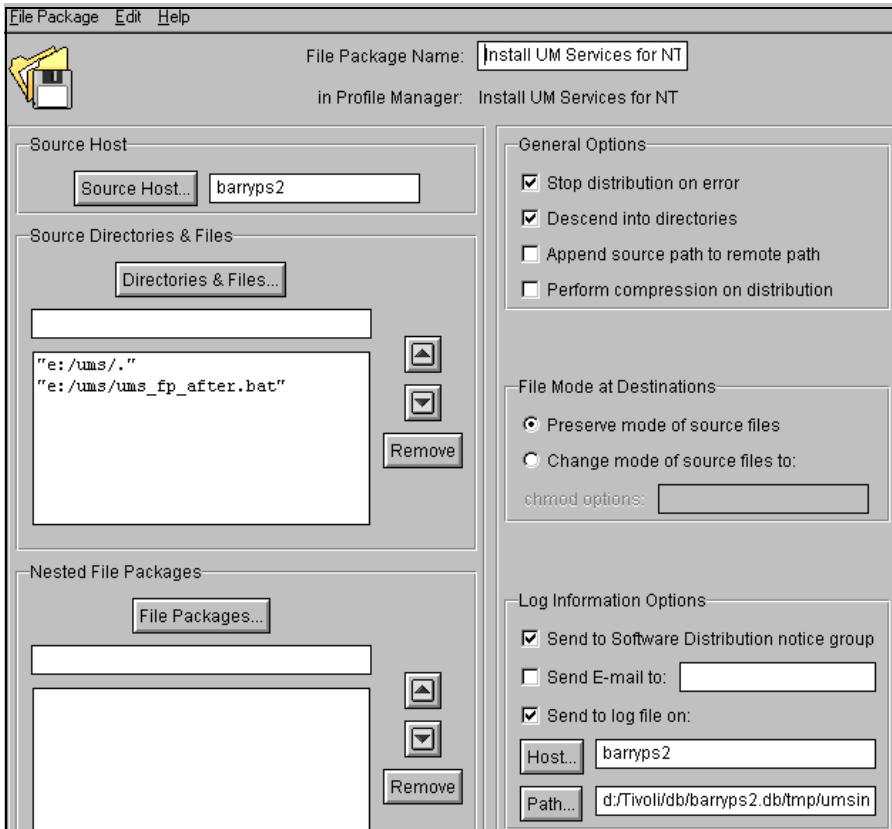 File Package Edit Help
File Package Name: Install UM Services for NT
in Profile Manager: Install UM Services for NT
Source Host
Source Host... barryps2
Source Directories & Files
Directories & Files...
"e:/ums/."
"e:/ums/ums_fp_after.bat"
Remove
Nested File Packages
File Packages...
Remove
General Options
Stop distribution on error
Descend into directories
Append source path to remote path
Perform compression on distribution
File Mode at Destinations
Preserve mode of source files
Change mode of source files to:
chmod options:
Log Information Options
Send to Software Distribution notice group
Send E-mail to:
Send to log file on:
Host... barryps2
Path... d:/Tivoli/db/barryps2.db/tmp/umsin